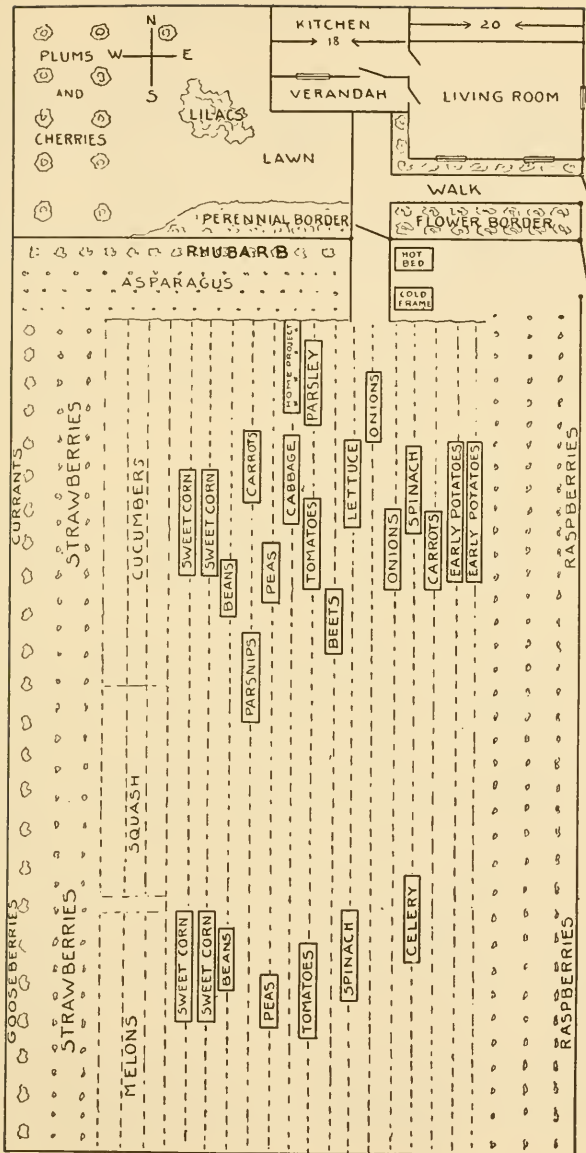 N
W
E
S
PLUMS
AND
CHERRIES
LILACS
LAWN
KITCHEN
18
20
VERANDAH
LIVING ROOM
WALK
PERENNIAL BORDER
FLOWER BORDER
RHUBARB
ASPARAGUS
HOT
BED
COLD
FRAME
CURRANTS
STRAWBERRIES
CUCUMBERS
SWEET CORN
SWEET CORN
BEANS
CARROTS
PARSNIPS
PEAS
HOME PROJECT
CABBAGE
PARSLEY
TOMATOES
BEETS
LETTUCE
ONIONS
ONIONS
SPINACH
CARROTS
EARLY POTATOES
EARLY POTATOES
RASPBERRIES
SQUASH
GOOSEBERRIES
STRAWBERRIES
MELONS
SWEET CORN
SWEET CORN
BEANS
PEAS
TOMATOES
SPINACH
CELERY
RASPBERRIES